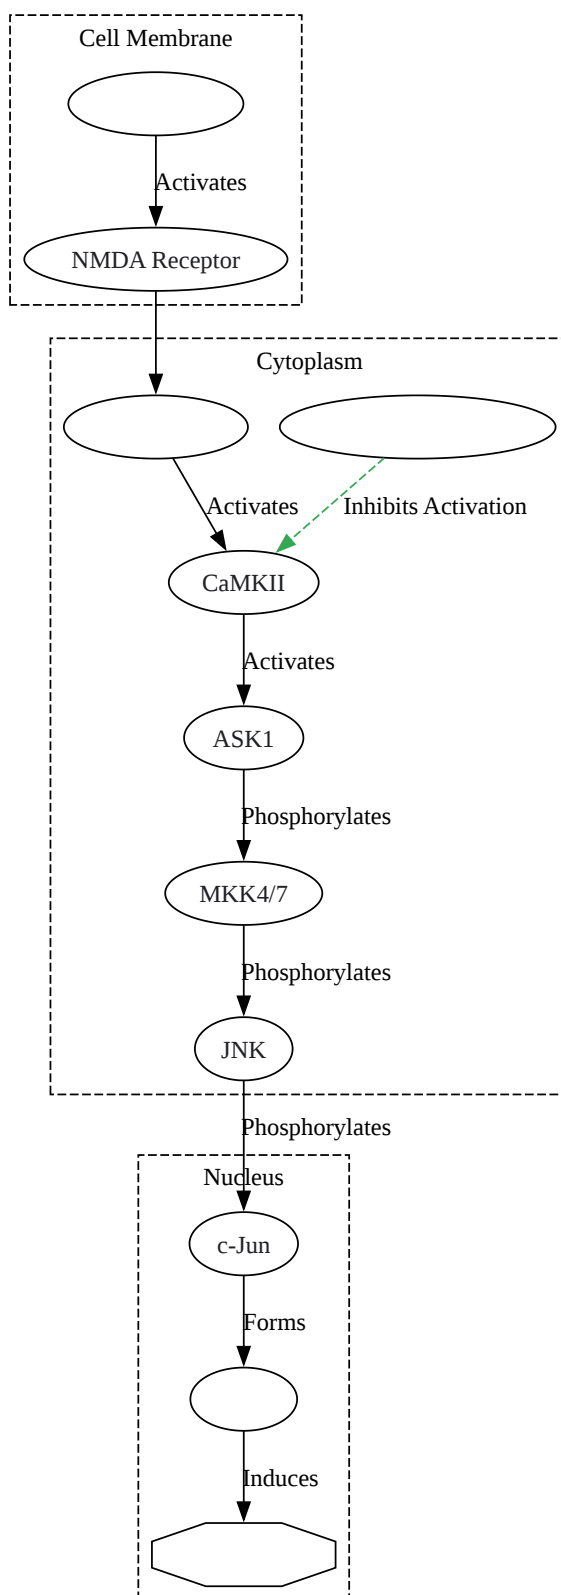 Cell Membrane
Activates
NMDA Receptor
Cytoplasm
Activates
Inhibits Activation
CaMKII
Activates
ASK1
Phosphorylates
MKK4/7
Phosphorylates
JNK
Phosphorylates
Nucleus
c-Jun
Forms
Induces